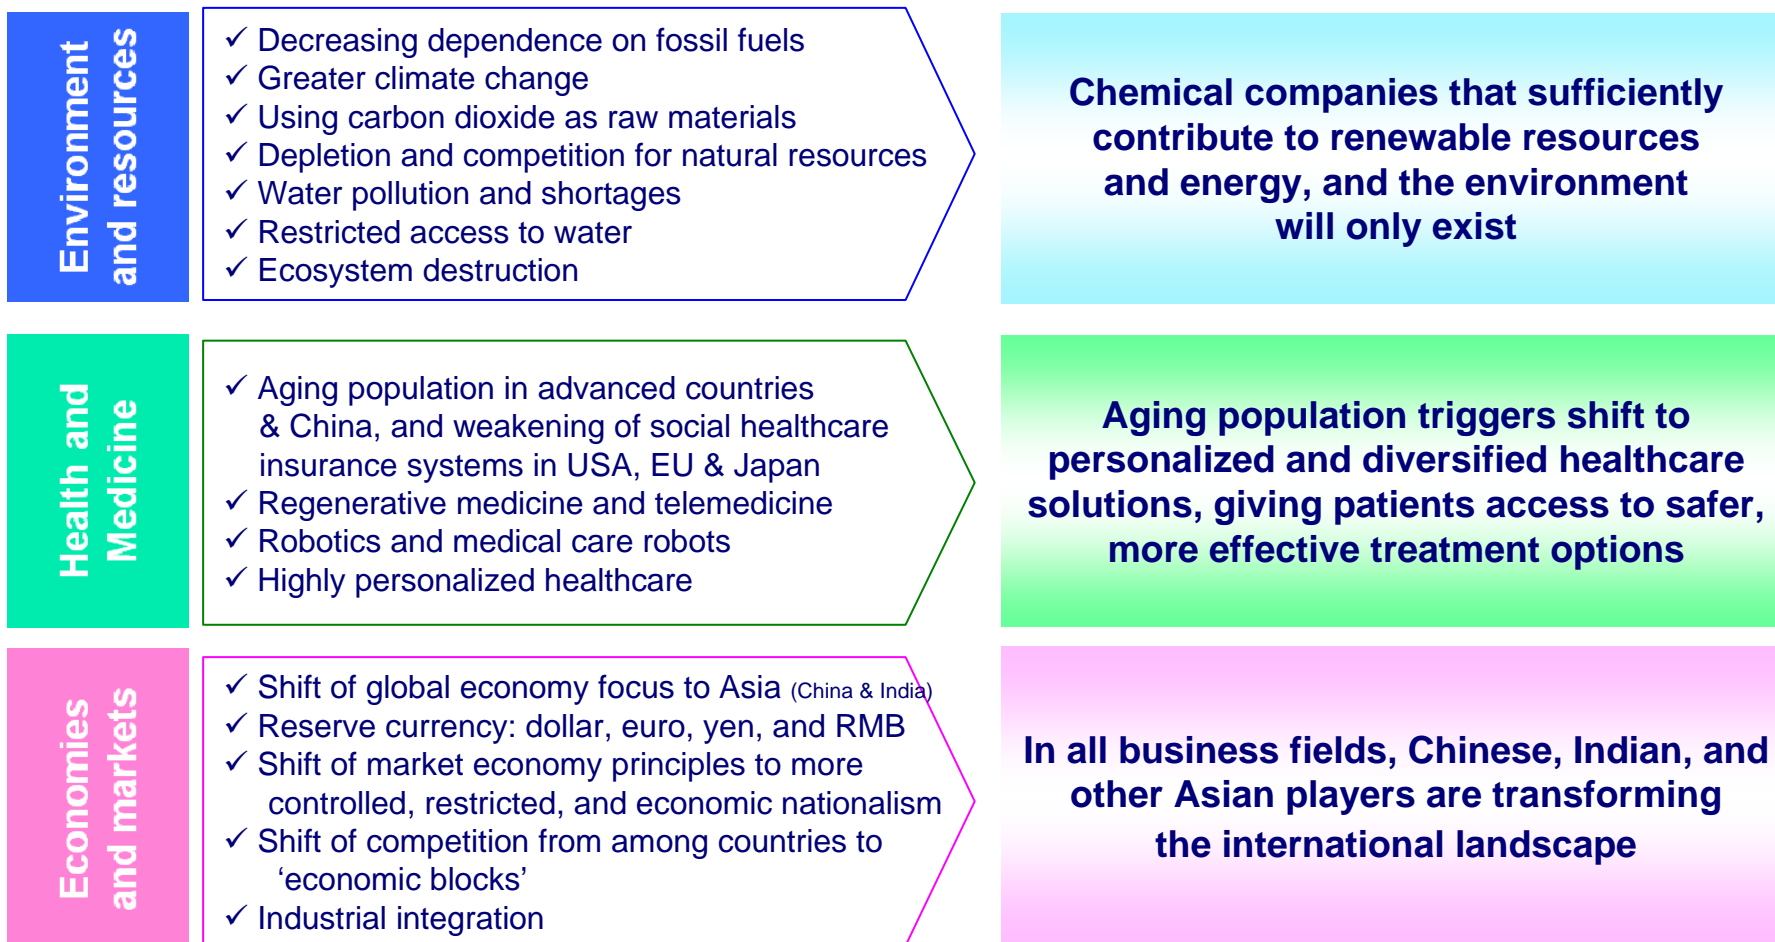 Environment
and resources
✓ Decreasing dependence on fossil fuels
✓ Greater climate change
✓ Using carbon dioxide as raw materials
✓ Depletion and competition for natural resources
✓ Water pollution and shortages
✓ Restricted access to water
✓ Ecosystem destruction
Chemical companies that sufficiently
contribute to renewable resources
and energy, and the environment
will only exist
Health and
Medicine
✓ Aging population in advanced countries
& China, and weakening of social healthcare
insurance systems in USA, EU & Japan
✓ Regenerative medicine and telemedicine
✓ Robotics and medical care robots
✓ Highly personalized healthcare
Aging population triggers shift to
personalized and diversified healthcare
solutions, giving patients access to safer,
more effective treatment options
Economies
and markets
✓ Shift of global economy focus to Asia (China & India)
✓ Reserve currency: dollar, euro, yen, and RMB
✓ Shift of market economy principles to more
controlled, restricted, and economic nationalism
✓ Shift of competition from among countries to
‘economic blocks’
✓ Industrial integration
In all business fields, Chinese, Indian, and
other Asian players are transforming
the international landscape